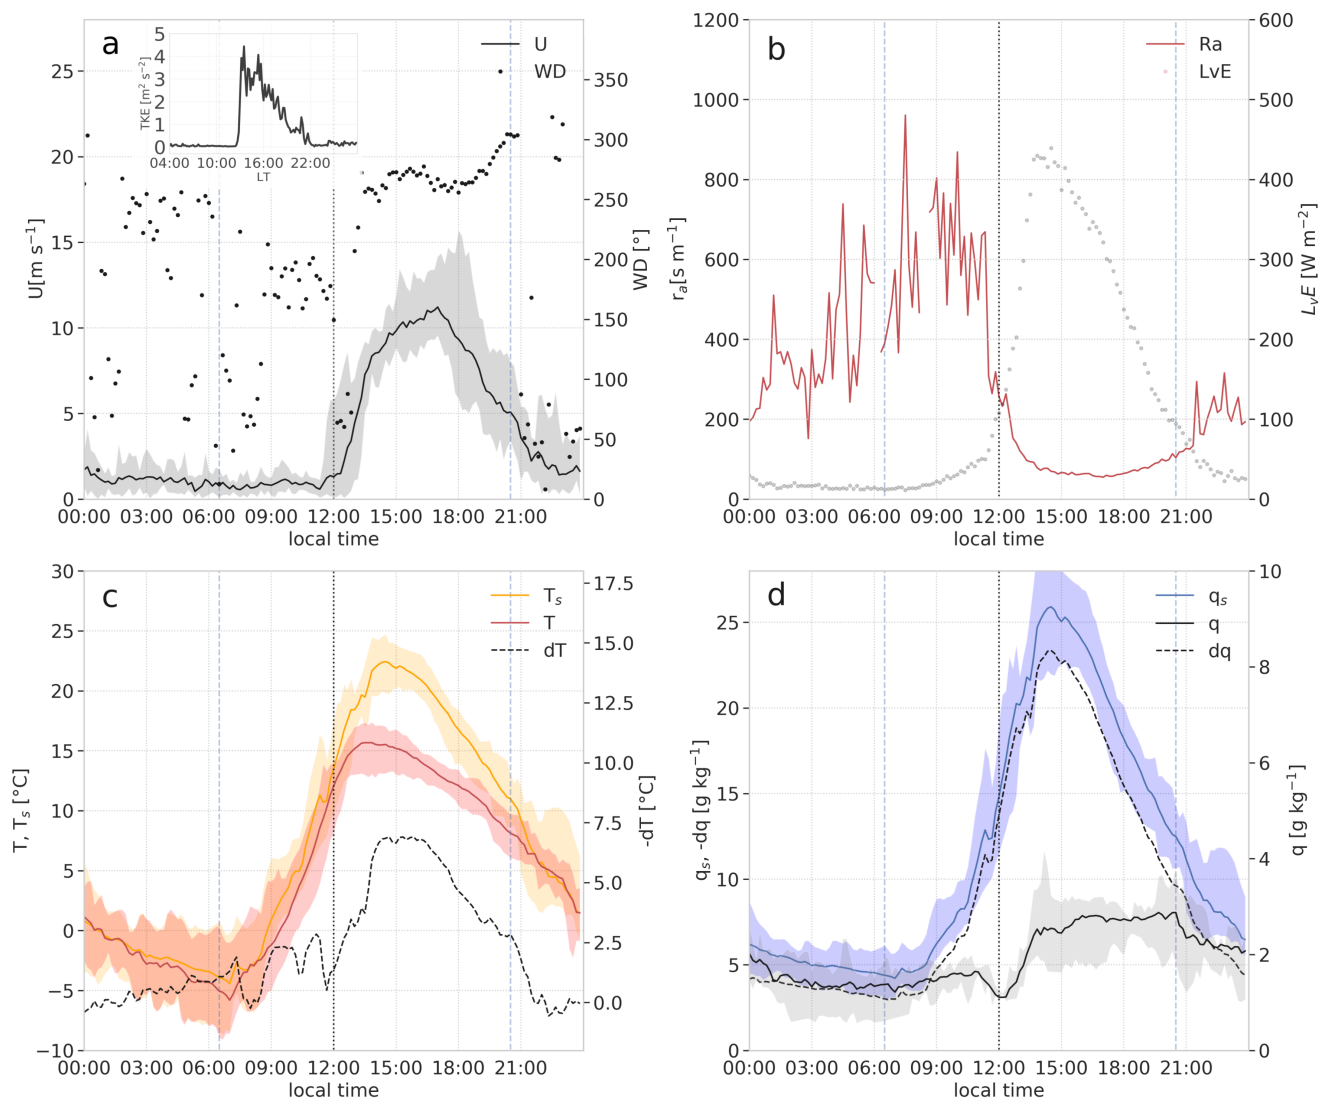 a
U
WD
5
4
3
2
1
0
TKE [m² s⁻²]
04:00 10:00 16:00 22:00
LT
25
20
15
10
5
0
U[m s⁻¹]
350
300
250
200
150
100
50
0
WD [°]
00:00 03:00 06:00 09:00 12:00 15:00 18:00 21:00
local time
b
Ra
LvE
1200
1000
800
600
400
200
0
rₐ[s m⁻¹]
600
500
400
300
200
100
0
LᵥE [W m⁻²]
00:00 03:00 06:00 09:00 12:00 15:00 18:00 21:00
local time
c
Tₛ
T
dT
30
25
20
15
10
5
0
−5
−10
T, Tₛ [°C]
17.5
15.0
12.5
10.0
7.5
5.0
2.5
0.0
-dT [°C]
00:00 03:00 06:00 09:00 12:00 15:00 18:00 21:00
local time
d
qₛ
q
dq
25
20
15
10
5
0
qₛ, -dq [g kg⁻¹]
10
8
6
4
2
0
q [g kg⁻¹]
00:00 03:00 06:00 09:00 12:00 15:00 18:00 21:00
local time